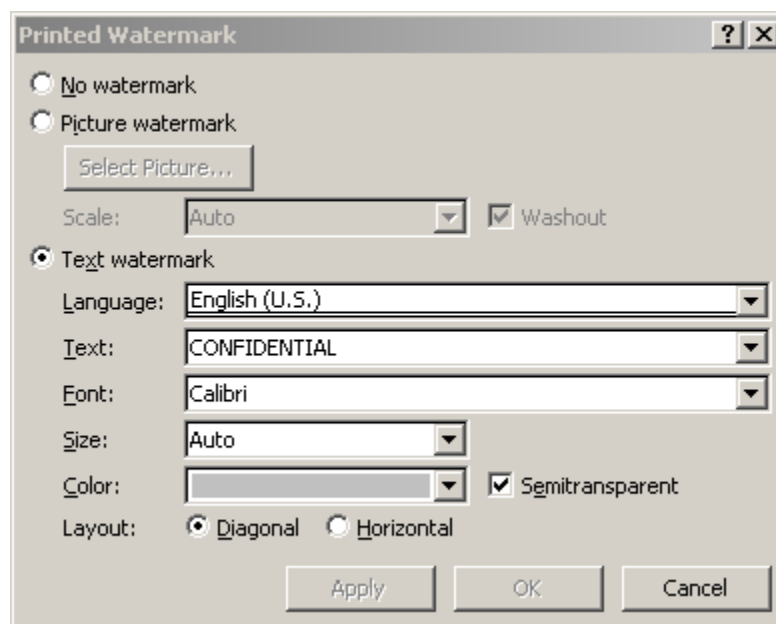 Printed Watermark
No watermark
Picture watermark
Select Picture...
Scale: Auto Washout
Text watermark
Language: English (U.S.)
Text: CONFIDENTIAL
Font: Calibri
Size: Auto
Color: Semitransparent
Layout: Diagonal Horizontal
Apply OK Cancel